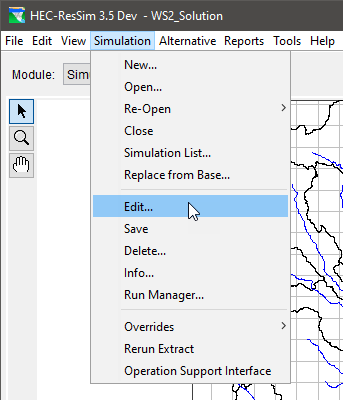 HEC-ResSim 3.5 Dev - WS2_Solution
File Edit View Simulation Alternative Reports Tools Help
Module: Sim
New...
Open...
Re-Open
Close
Simulation List...
Replace from Base...
Edit...
Save
Delete...
Info...
Run Manager...
Overrides
Rerun Extract
Operation Support Interface